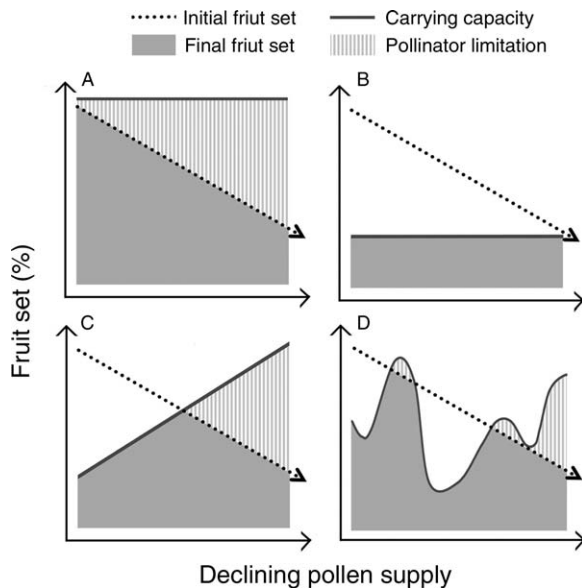 Initial friut set
Carrying capacity
Final friut set
Pollinator limitation
A
B
C
D
Fruit set (%)
Declining pollen supply